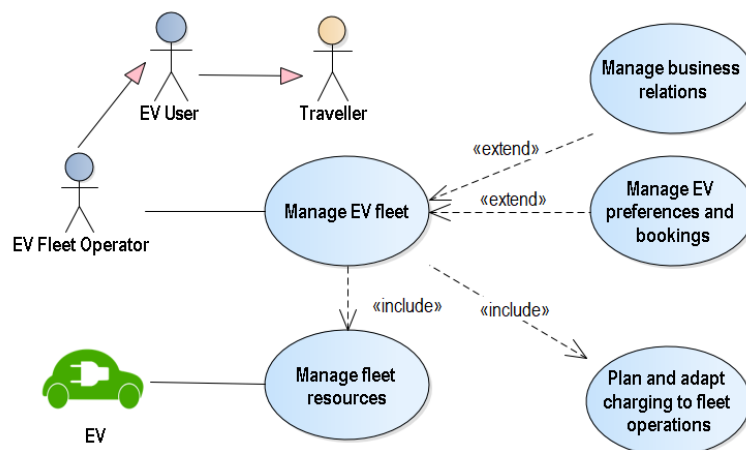 EV User
Traveller
Manage business
relations
«extend»
EV Fleet Operator
Manage EV fleet
«extend»
Manage EV
preferences and
bookings
«include»
«include»
EV
Manage fleet
resources
Plan and adapt
charging to fleet
operations